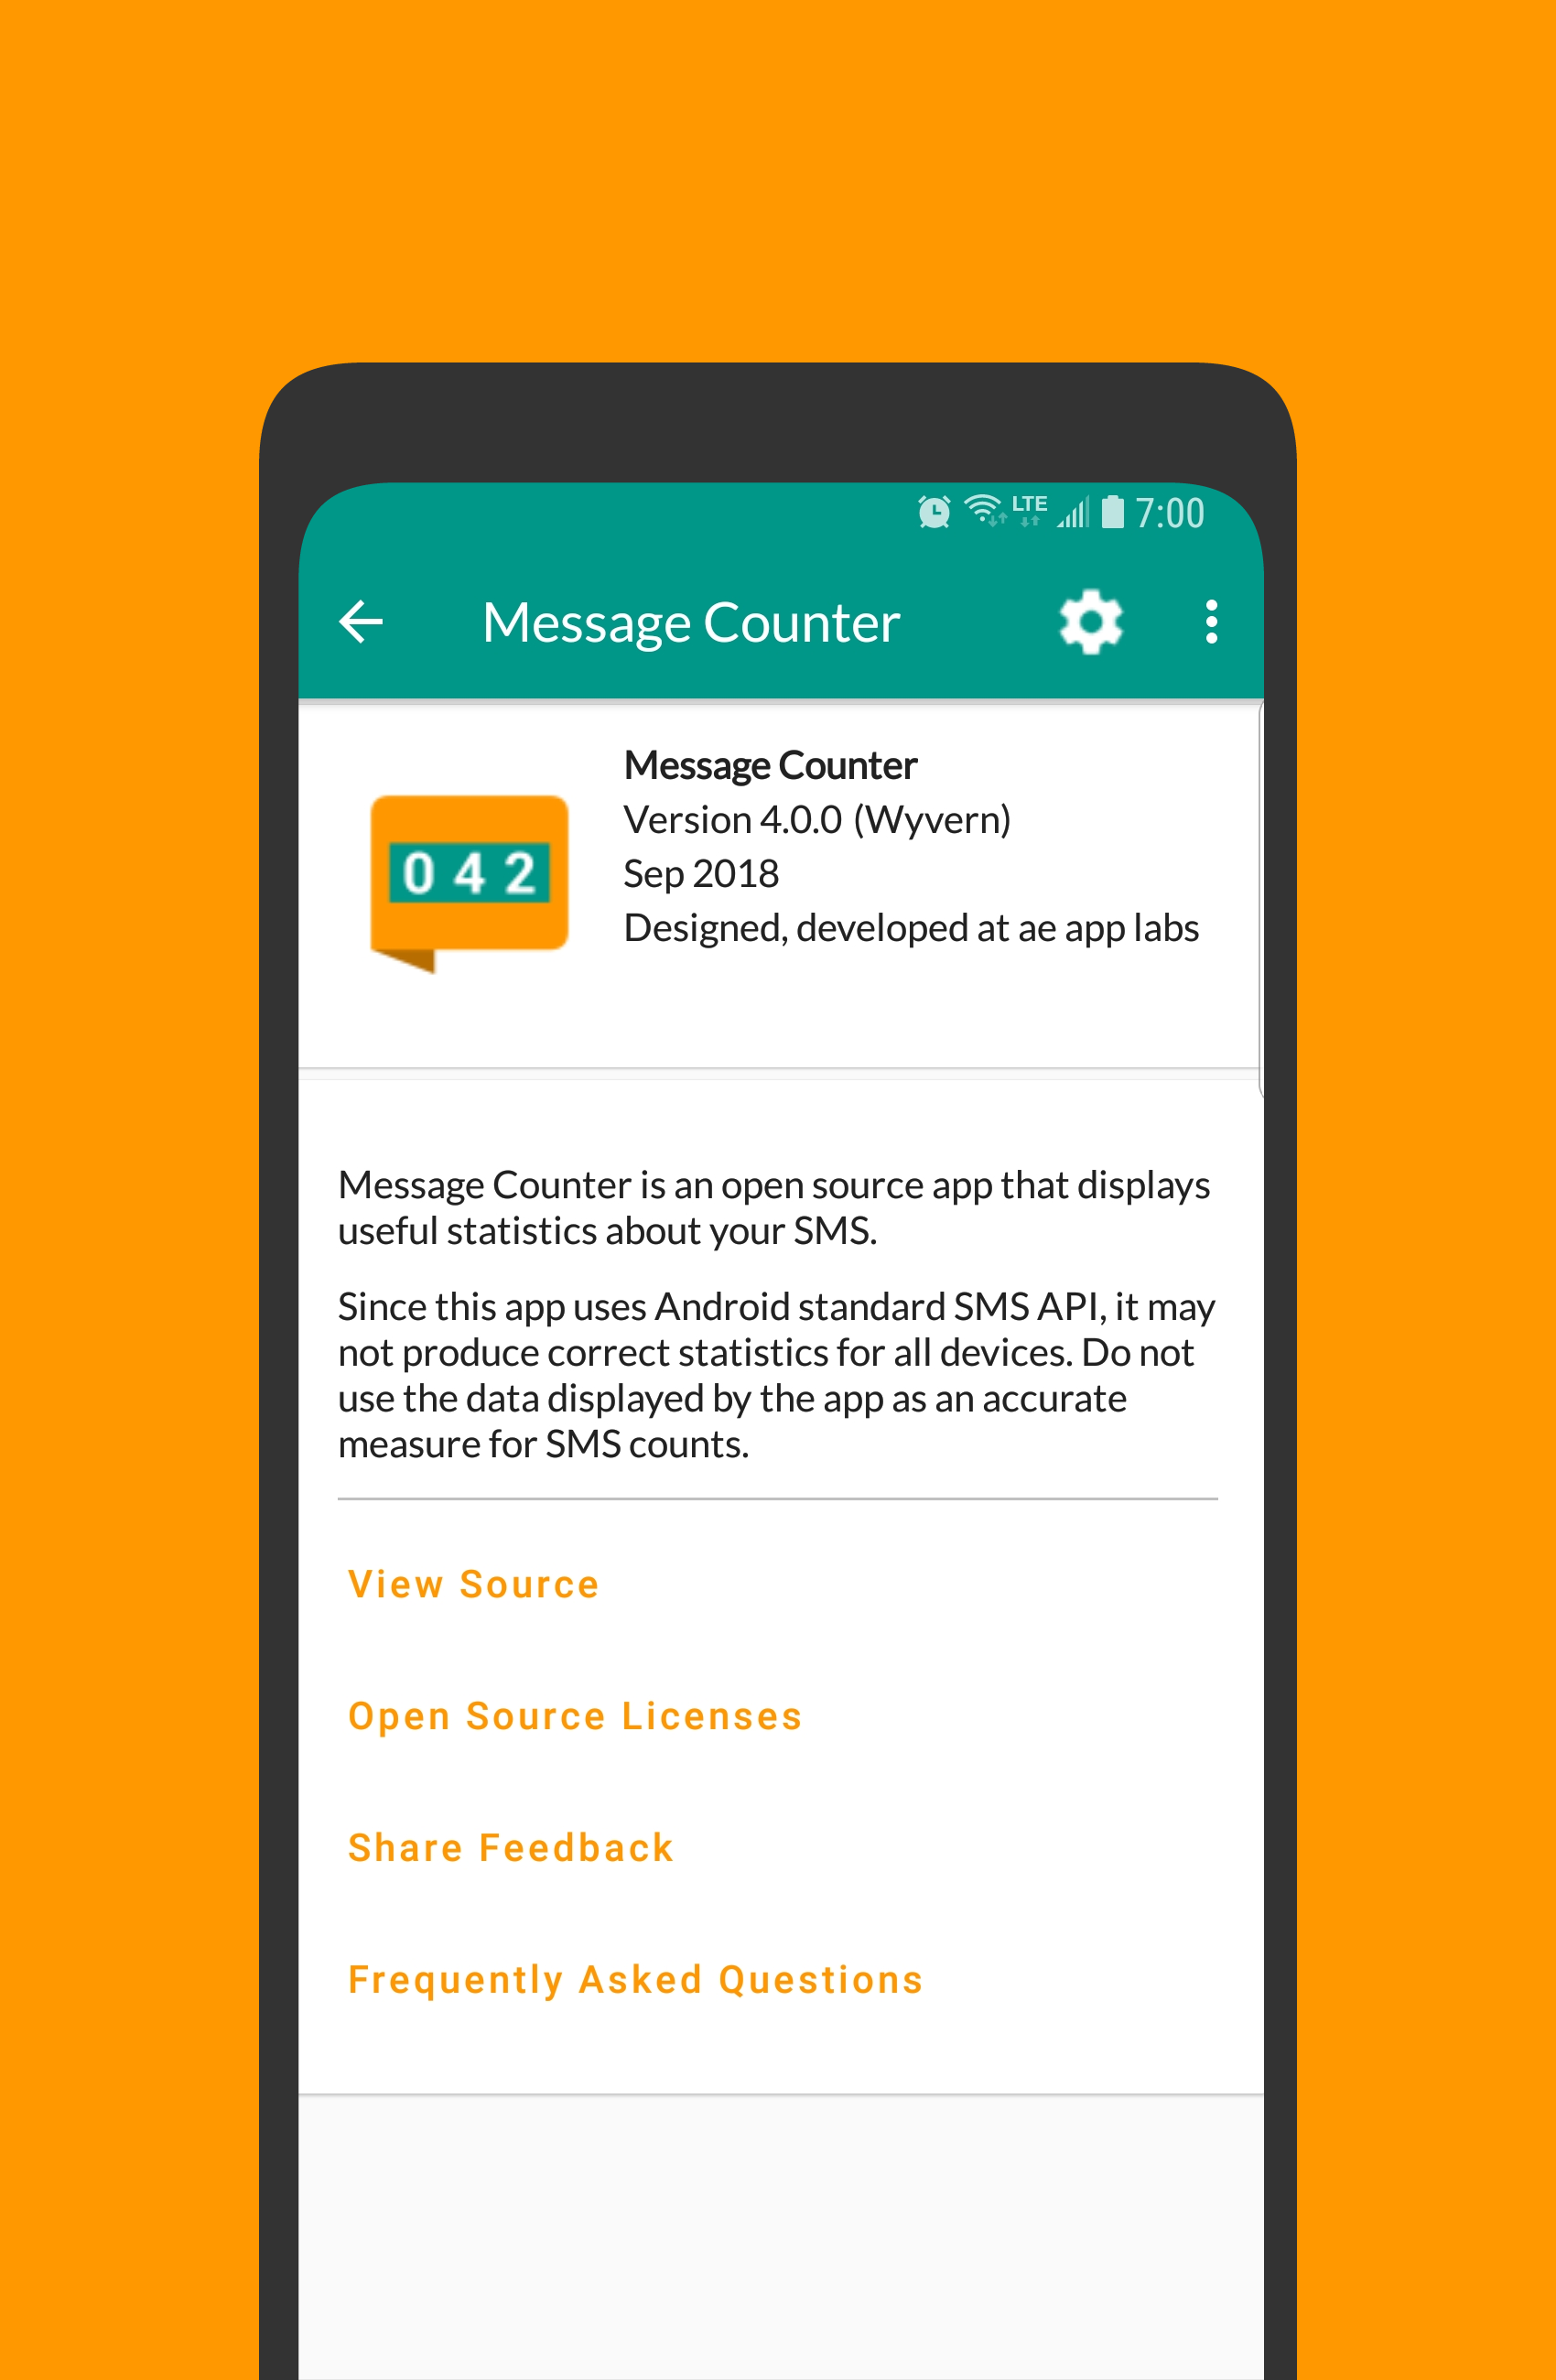 LTE 7:00
Message Counter
Message Counter
Version 4.0.0 (Wyvern)
0 4 2
Sep 2018
Designed, developed at ae app labs
Message Counter is an open source app that displays
useful statistics about your SMS.
Since this app uses Android standard SMS API, it may
not produce correct statistics for all devices. Do not
use the data displayed by the app as an accurate
measure for SMS counts.
View Source
Open Source Licenses
Share Feedback
Frequently Asked Questions